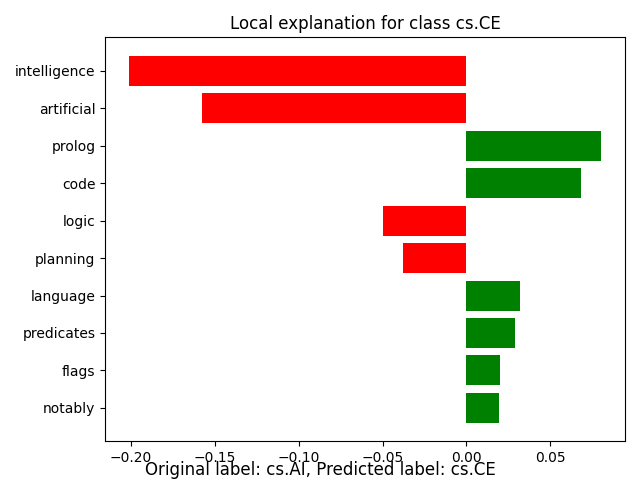 Local explanation for class cs.CE
intelligence
artificial
prolog
code
logic
planning
language
predicates
flags
notably
−0.20 −0.15 −0.10 −0.05 0.00 0.05
Original label: cs.AI, Predicted label: cs.CE